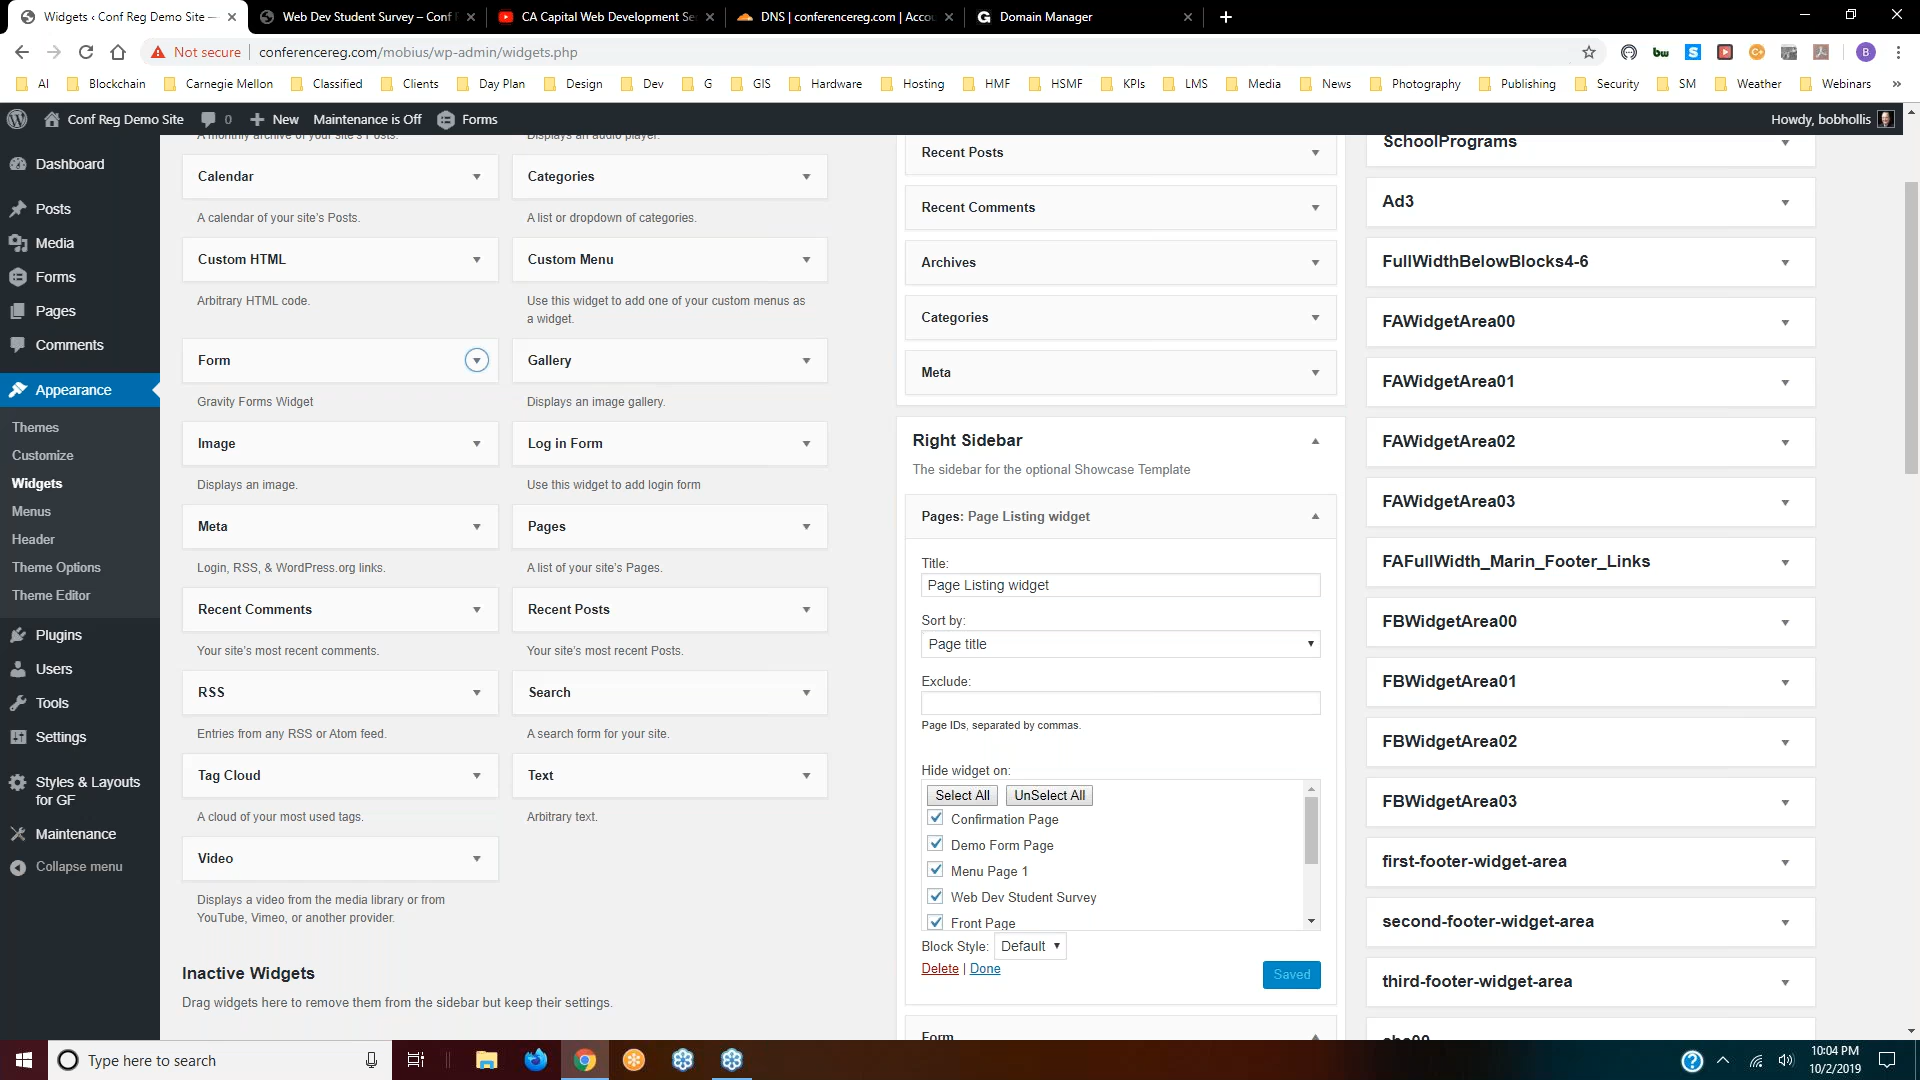 Widgets ‹ Conf Reg Demo Site —
Web Dev Student Survey – Conf
CA Capital Web Development Se
DNS | conferencereg.com | Accou
Domain Manager
Not secure
conferencereg.com/mobius/wp-admin/widgets.php
AI
Blockchain
Carnegie Mellon
Classified
Clients
Day Plan
Design
Dev
G
GIS
Hardware
Hosting
HMF
HSMF
KPIs
LMS
Media
News
Photography
Publishing
Security
SM
Weather
Webinars
»
Conf Reg Demo Site
0
New
Maintenance is Off
Forms
Howdy, bobhollis
Dashboard
Posts
Media
Forms
Pages
Comments
Appearance
Themes
Customize
Widgets
Menus
Header
Theme Options
Theme Editor
Plugins
Users
Tools
Settings
Styles & Layouts
for GF
Maintenance
Collapse menu
A monthly archive of your site's Posts.
Displays an audio player.
Calendar
Categories
A calendar of your site's Posts.
A list or dropdown of categories.
Custom HTML
Custom Menu
Arbitrary HTML code.
Use this widget to add one of your custom menus as
a widget.
Form
Gallery
Gravity Forms Widget
Displays an image gallery.
Image
Log in Form
Displays an image.
Use this widget to add login form
Meta
Pages
Login, RSS, & WordPress.org links.
A list of your site's Pages.
Recent Comments
Recent Posts
Your site's most recent comments.
Your site's most recent Posts.
RSS
Search
Entries from any RSS or Atom feed.
A search form for your site.
Tag Cloud
Text
A cloud of your most used tags.
Arbitrary text.
Video
Displays a video from the media library or from
YouTube, Vimeo, or another provider.
Inactive Widgets
Drag widgets here to remove them from the sidebar but keep their settings.
Recent Posts
Recent Comments
Archives
Categories
Meta
Right Sidebar
The sidebar for the optional Showcase Template
Pages: Page Listing widget
Title:
Page Listing widget
Sort by:
Page title
Exclude:
Page IDs, separated by commas.
Hide widget on:
Select All
UnSelect All
Confirmation Page
Demo Form Page
Menu Page 1
Web Dev Student Survey
Front Page
Block Style: Default
Delete | Done
Saved
Form
SchoolPrograms
Ad3
FullWidthBelowBlocks4-6
FAWidgetArea00
FAWidgetArea01
FAWidgetArea02
FAWidgetArea03
FAFullWidth_Marin_Footer_Links
FBWidgetArea00
FBWidgetArea01
FBWidgetArea02
FBWidgetArea03
first-footer-widget-area
second-footer-widget-area
third-footer-widget-area
Type here to search
10:04 PM
10/2/2019